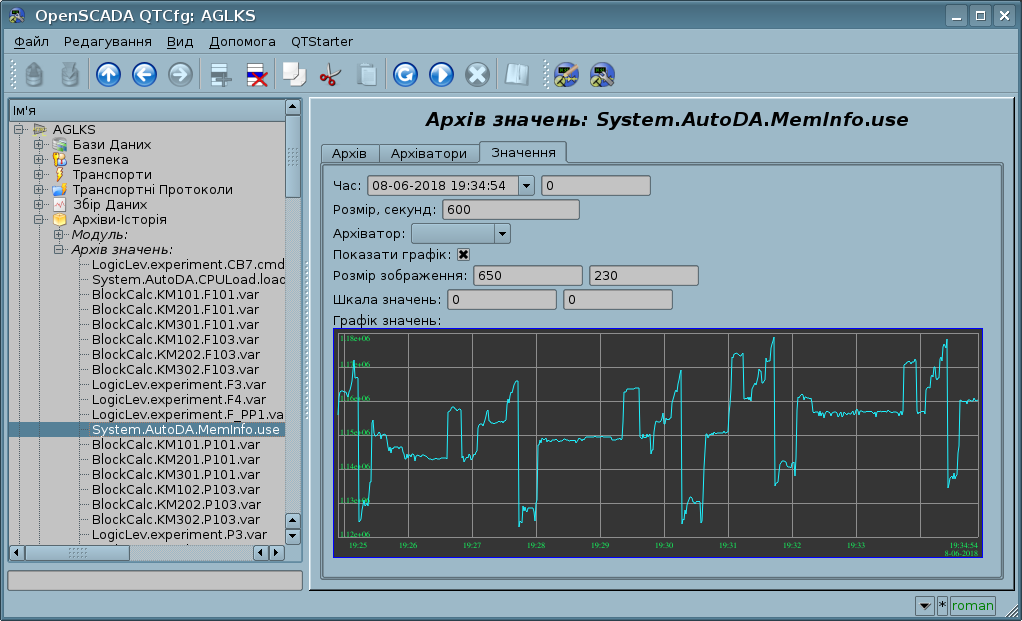 OpenSCADA QTCfg: AGLKS
Файл Редагування Вид Допомога QTStarter
Ім'я
AGLKS
Бази Даних
Безпека
Транспорти
Транспортні Протоколи
Збір Даних
Архіви-Історія
Модуль:
Архів значень:
LogicLev.experiment.CB7.cmd
System.AutoDA.CPULoad.load
BlockCalc.KM101.F101.var
BlockCalc.KM201.F101.var
BlockCalc.KM301.F101.var
BlockCalc.KM102.F103.var
BlockCalc.KM202.F103.var
BlockCalc.KM302.F103.var
LogicLev.experiment.F3.var
LogicLev.experiment.F4.var
LogicLev.experiment.F_PP1.va
System.AutoDA.MemInfo.use
BlockCalc.KM101.P101.var
BlockCalc.KM201.P101.var
BlockCalc.KM301.P101.var
BlockCalc.KM102.P103.var
BlockCalc.KM202.P103.var
BlockCalc.KM302.P103.var
LogicLev.experiment.P3.var
Архів значень: System.AutoDA.MemInfo.use
Архів Архіватори Значення
Час: 08-06-2018 19:34:54 0
Розмір, секунд: 600
Архіватор:
Показати графік:
Розмір зображення: 650 230
Шкала значень: 0 0
Графік значень:
1.18e+06
1.17e+06
1.16e+06
1.15e+06
1.14e+06
1.13e+06
1.12e+06
19:25 19:26 19:27 19:28 19:29 19:30 19:31 19:32 19:33 19:34:54
8-06-2018
* roman